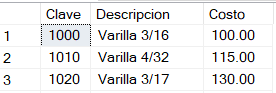 Clave Descripcion Costo
1 1000 Varilla 3/16 100.00
2 1010 Varilla 4/32 115.00
3 1020 Varilla 3/17 130.00